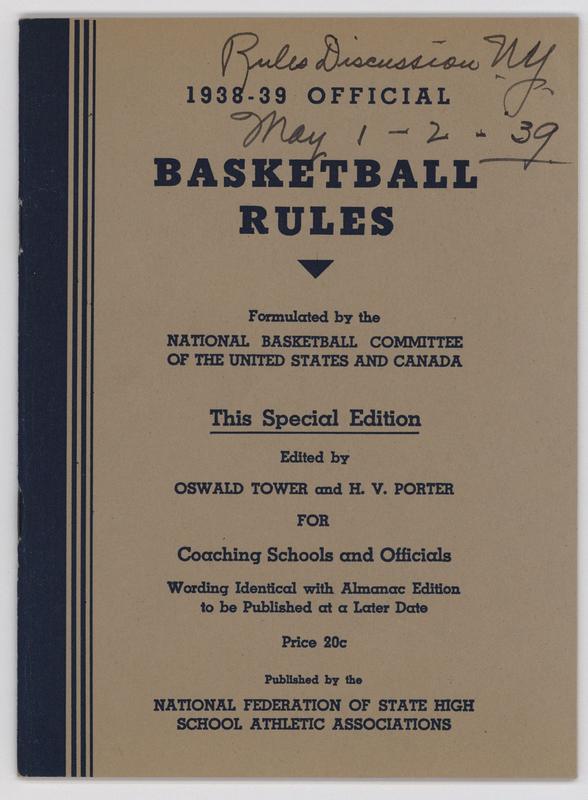 Rules Discussion NY
1938-39 OFFICIAL
May 1 - 2 - 39
BASKETBALL
RULES
Formulated by the
NATIONAL BASKETBALL COMMITTEE
OF THE UNITED STATES AND CANADA
This Special Edition
Edited by
OSWALD TOWER and H. V. PORTER
FOR
Coaching Schools and Officials
Wording Identical with Almanac Edition
to be Published at a Later Date
Price 20c
Published by the
NATIONAL FEDERATION OF STATE HIGH
SCHOOL ATHLETIC ASSOCIATIONS